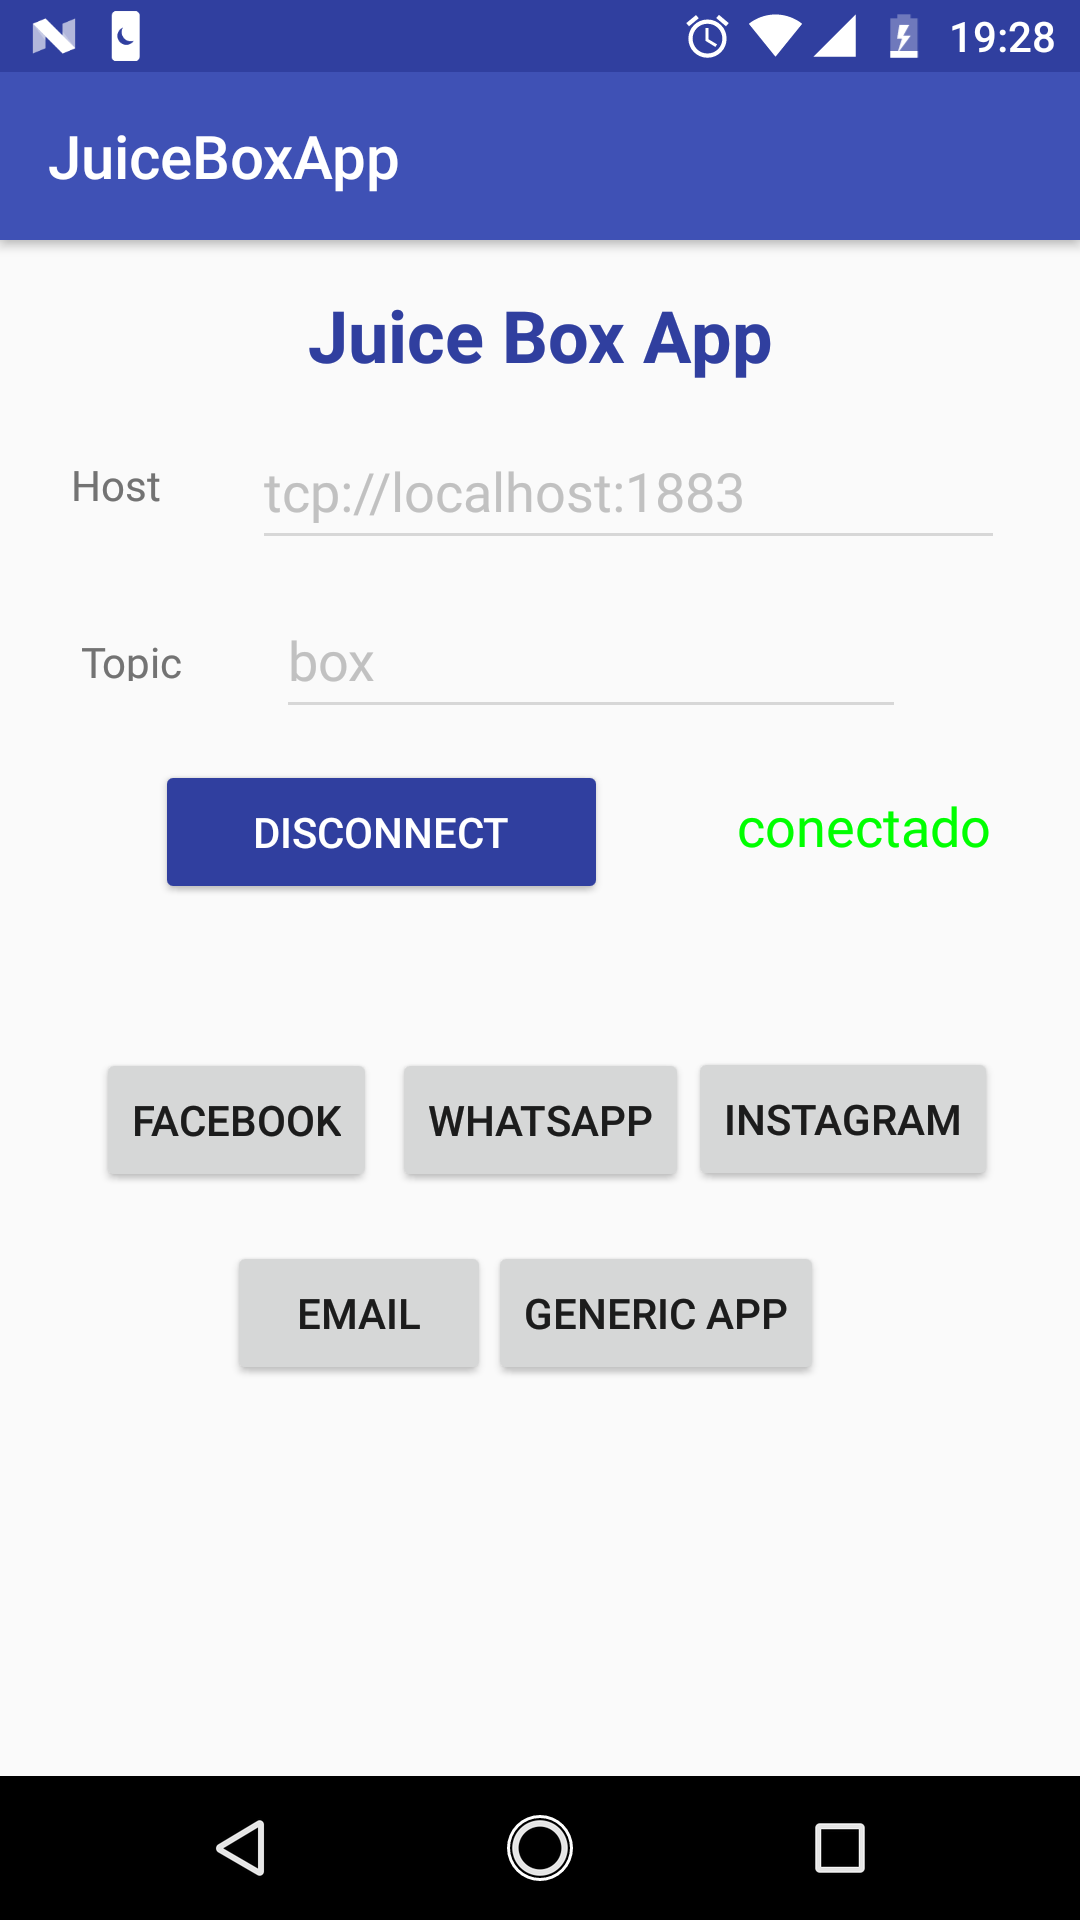 19:28
JuiceBoxApp
Juice Box App
Host tcp://localhost:1883
Topic box
DISCONNECT conectado
FACEBOOK WHATSAPP INSTAGRAM
EMAIL GENERIC APP